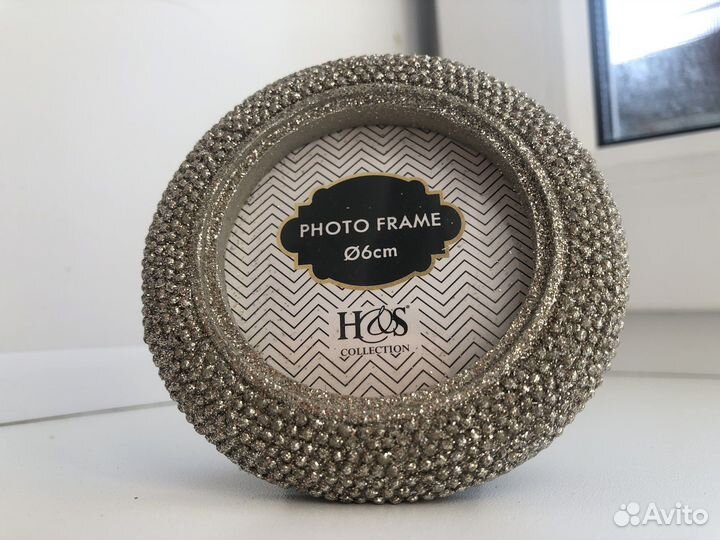 PHOTO FRAME
Ø6cm
H&S®
COLLECTION
Avito